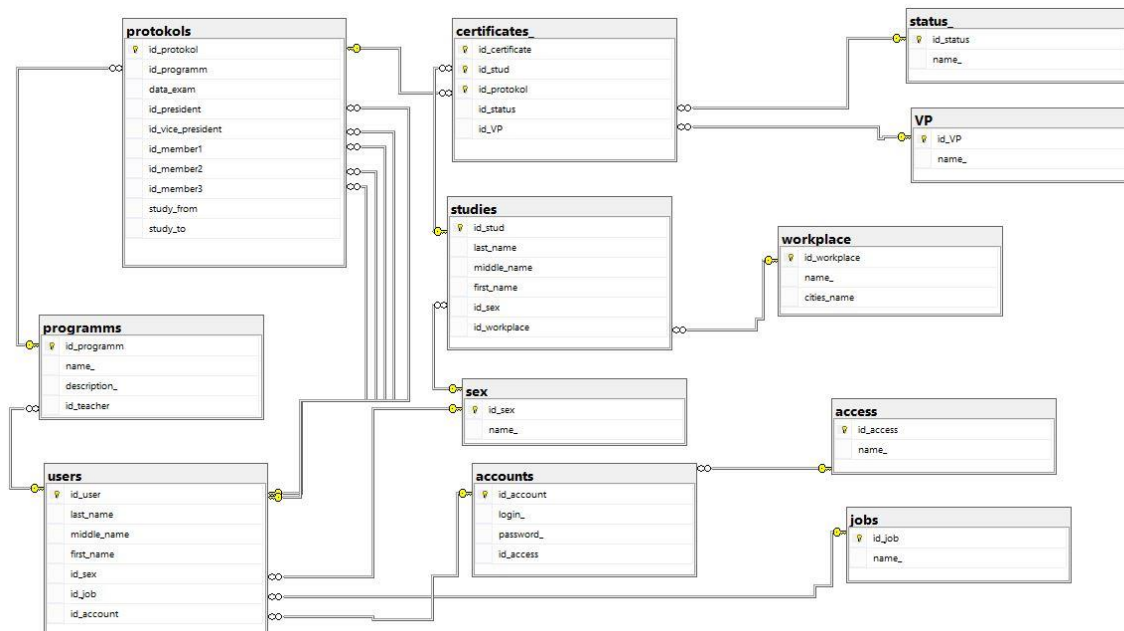 protokols
id_protokol
id_programm
data_exam
id_president
id_vice_president
id_member1
id_member2
id_member3
study_from
study_to
certificates_
id_certificate
id_stud
id_protokol
id_status
id_VP
status_
id_status
name_
VP
id_VP
name_
studies
id_stud
last_name
middle_name
first_name
id_sex
id_workplace
workplace
id_workplace
name_
cities_name
programms
id_programm
name_
description_
id_teacher
sex
id_sex
name_
access
id_access
name_
users
id_user
last_name
middle_name
first_name
id_sex
id_job
id_account
accounts
id_account
login_
password_
id_access
jobs
id_job
name_